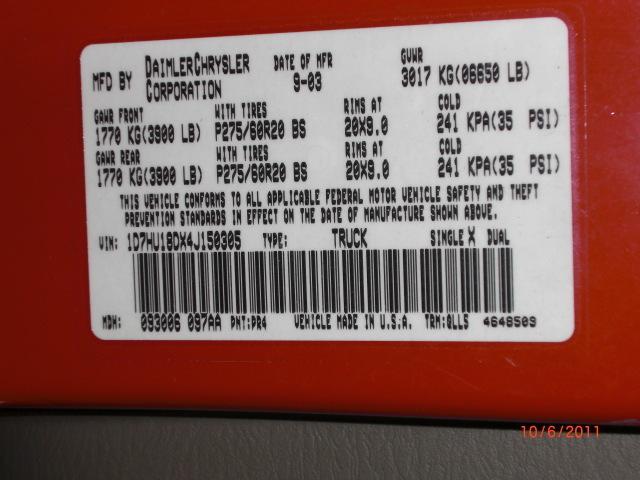 MFD BY DAIMLERCHRYSLER CORPORATION DATE OF MFR 9-03 GVWR 3017 KG(06650 LB)
GAWR FRONT WITH TIRES RIMS AT COLD
1770 KG(3900 LB) P275/60R20 BS 20X9.0 241 KPA(35 PSI)
GAWR REAR WITH TIRES RIMS AT COLD
1770 KG(3900 LB) P275/60R20 BS 20X9.0 241 KPA(35 PSI)
THIS VEHICLE CONFORMS TO ALL APPLICABLE FEDERAL MOTOR VEHICLE SAFETY AND THEFT
PREVENTION STANDARDS IN EFFECT ON THE DATE OF MANUFACTURE SHOWN ABOVE.
VIN: 1D7HU18DX4J150305 TYPE: TRUCK SINGLE X DUAL
MDH: 093006 097AA PNT:PR4 VEHICLE MADE IN U.S.A. TRM:QLL5 4648509
10/6/2011